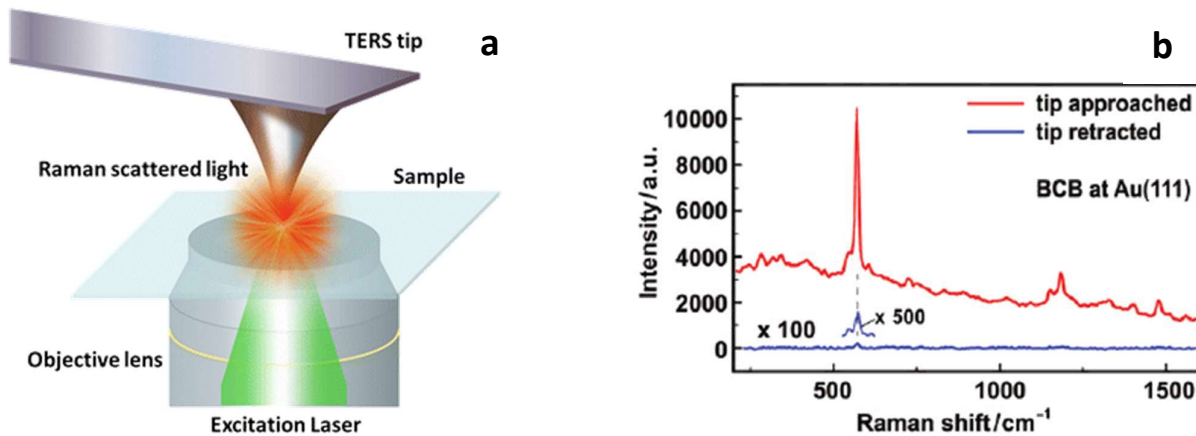 TERS tip
a
Raman scattered light
Sample
Objective lens
Excitation Laser
b
tip approached
tip retracted
BCB at Au(111)
10000
8000
6000
4000
2000
0
Intensity/a.u.
x 100
x 500
500
1000
1500
Raman shift/cm⁻¹